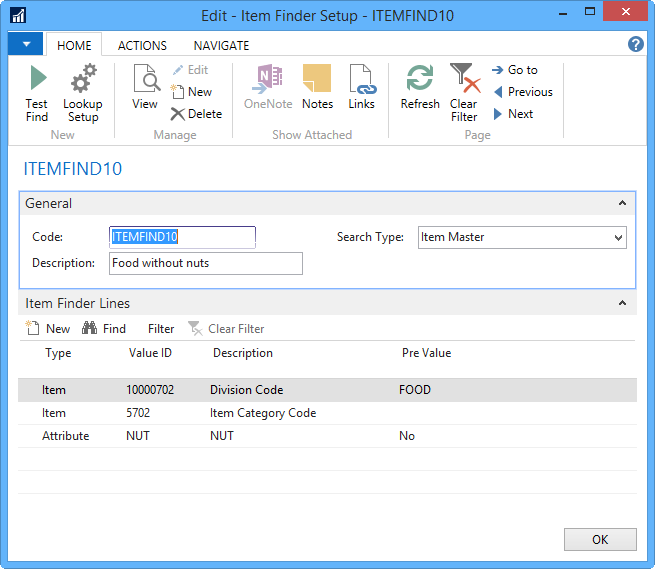 Edit - Item Finder Setup - ITEMFIND10
HOME ACTIONS NAVIGATE
?
Test Find
Lookup Setup
New
View
Edit
New
Delete
Manage
OneNote
Notes
Links
Show Attached
Refresh
Clear Filter
Go to
Previous
Next
Page
ITEMFIND10
General
Code: ITEMFIND10 Search Type: Item Master
Description: Food without nuts
Item Finder Lines
New Find Filter Clear Filter
Type Value ID Description Pre Value
Item 10000702 Division Code FOOD
Item 5702 Item Category Code
Attribute NUT NUT No
OK